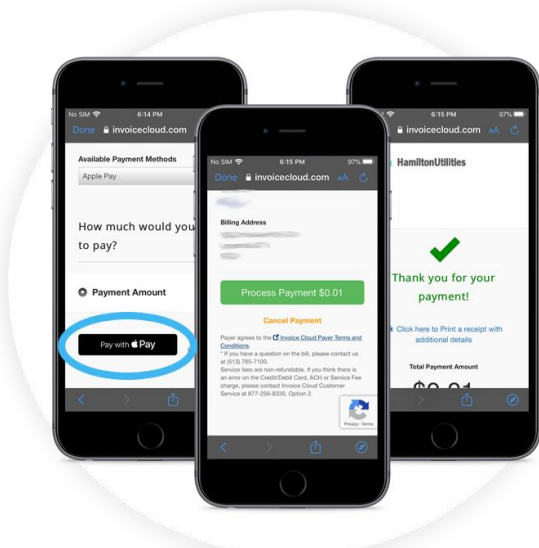 No SIM 6:14 PM
Done invoicecloud.com
Available Payment Methods
Apple Pay
How much would you
to pay?
Payment Amount
Pay with Pay
No SIM 6:15 PM 97%
Done invoicecloud.com AA
Billing Address
Process Payment $0.01
Cancel Payment
Payer agrees to the Invoice Cloud Payer Terms and
Conditions
* If you have a question on the bill, please contact us
at (513) 785-7100.
Service fees are non-refundable. If you think there is
an error on the Credit/Debit Card, ACH or Service Fee
charge, please contact Invoice Cloud Customer
Service at 877-256-8330, Option 2.
Privacy - Terms
6:15 PM 97%
invoicecloud.com AA
HamiltonUtilities
Thank you for your
payment!
Click here to Print a receipt with
additional details
Total Payment Amount
$0.01